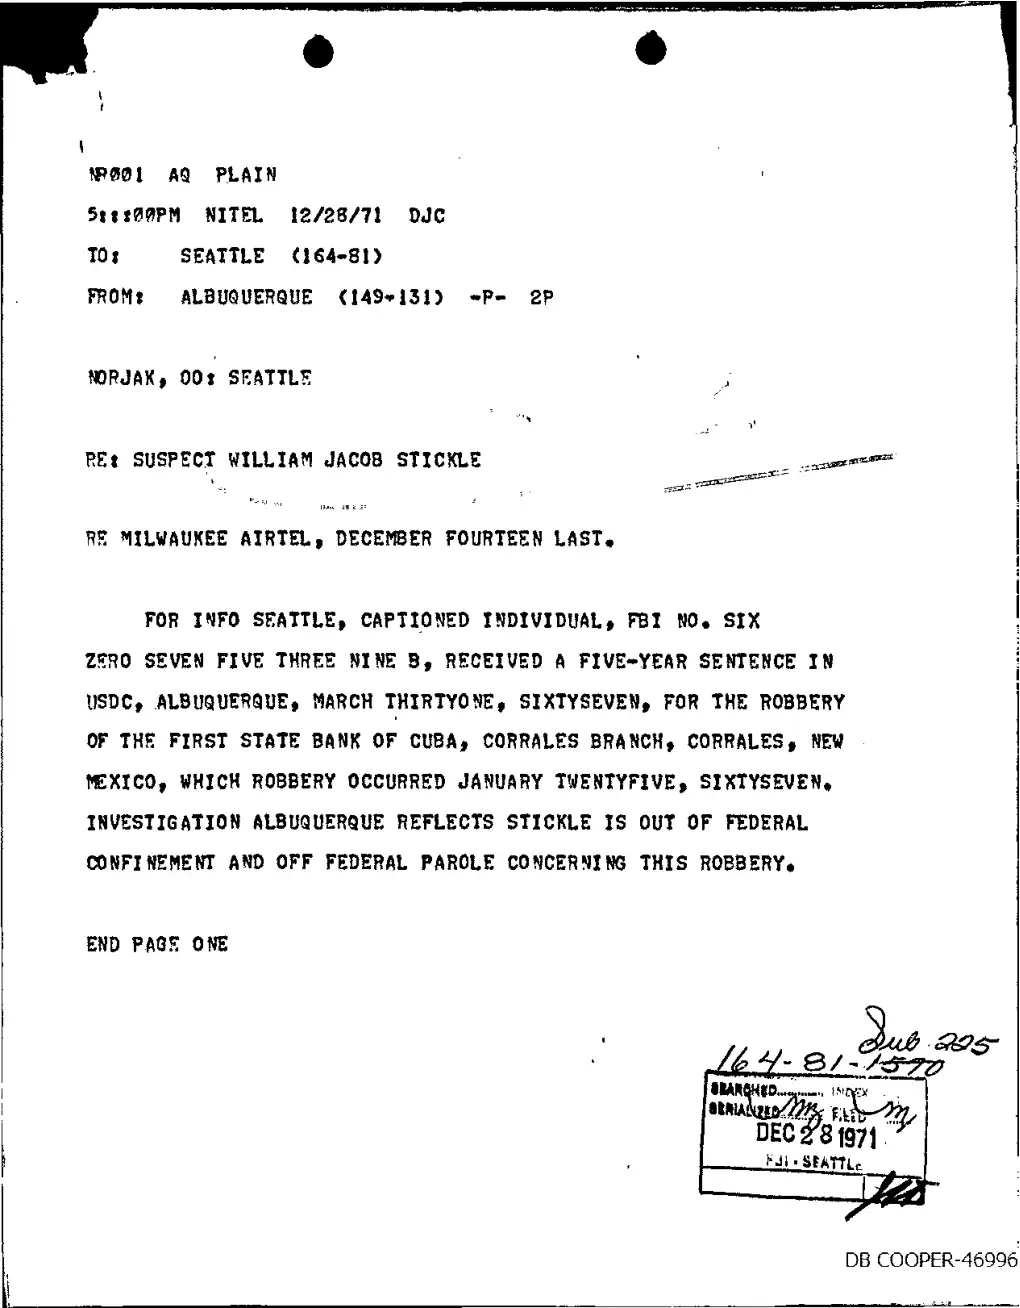 NR001 AQ PLAIN
5:::00PM NITEL 12/28/71 DJC
TO: SEATTLE (164-81)
FROM: ALBUQUERQUE (149-131) -P- 2P
NORJAK, OO: SEATTLE
RE: SUSPECT WILLIAM JACOB STICKLE
RE MILWAUKEE AIRTEL, DECEMBER FOURTEEN LAST.
FOR INFO SEATTLE, CAPTIONED INDIVIDUAL, FBI NO. SIX
ZERO SEVEN FIVE THREE NINE B, RECEIVED A FIVE-YEAR SENTENCE IN
USDC, ALBUQUERQUE, MARCH THIRTYONE, SIXTYSEVEN, FOR THE ROBBERY
OF THE FIRST STATE BANK OF CUBA, CORRALES BRANCH, CORRALES, NEW
MEXICO, WHICH ROBBERY OCCURRED JANUARY TWENTYFIVE, SIXTYSEVEN.
INVESTIGATION ALBUQUERQUE REFLECTS STICKLE IS OUT OF FEDERAL
CONFINEMENT AND OFF FEDERAL PAROLE CONCERNING THIS ROBBERY.
END PAGE ONE
Sub 225
164-81-1570
SEARCHED........ INDEX
SERIALIZED FILED
DEC 28 1971
FBI - SEATTLE
DB COOPER-46996